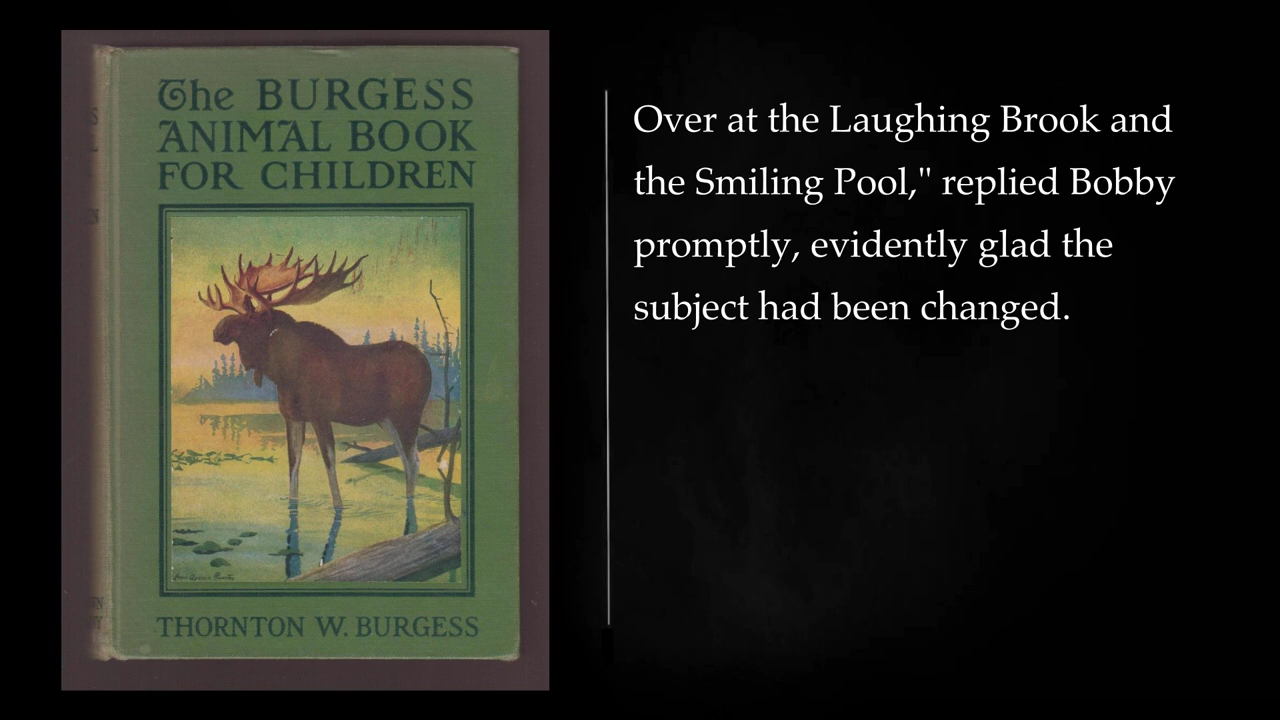 The BURGESS
ANIMAL BOOK
FOR CHILDREN
THORNTON W. BURGESS
Over at the Laughing Brook and
the Smiling Pool," replied Bobby
promptly, evidently glad the
subject had been changed.